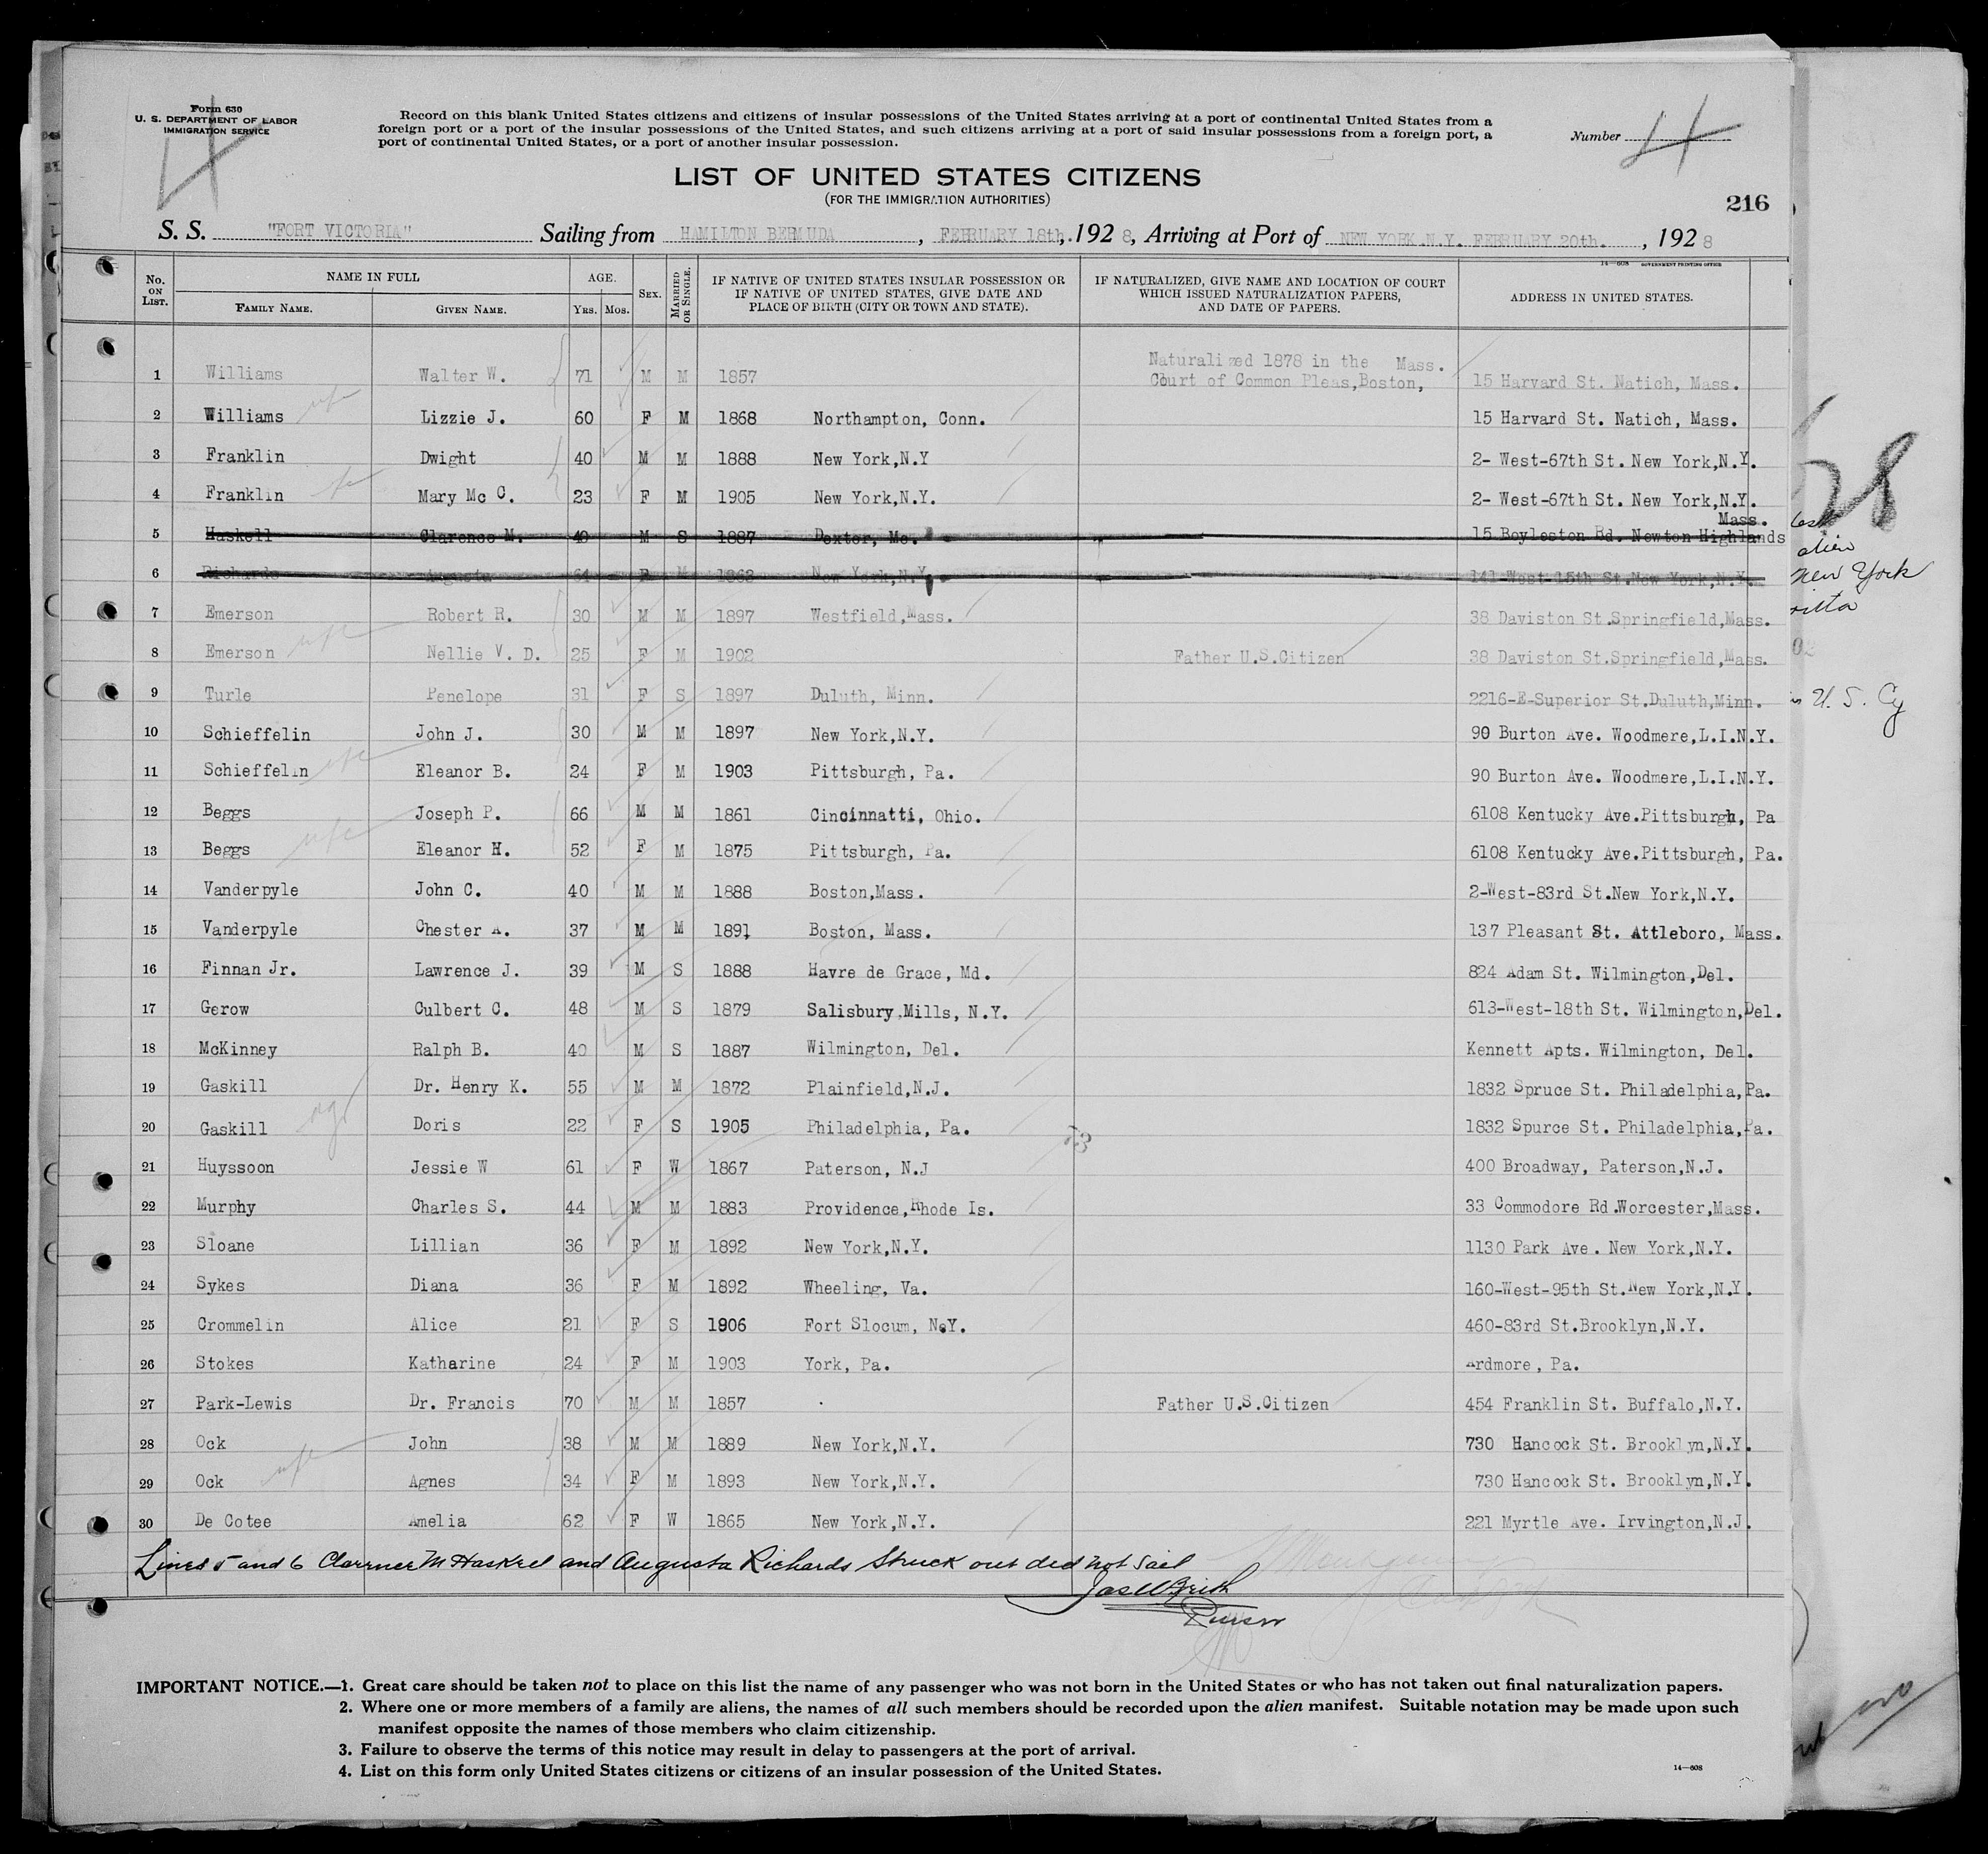 Form 630
U. S. DEPARTMENT OF LABOR
IMMIGRATION SERVICE
Record on this blank United States citizens and citizens of insular possessions of the United States arriving at a port of continental United States from a
foreign port or a port of the insular possessions of the United States, and such citizens arriving at a port of said insular possessions from a foreign port, a
port of continental United States, or a port of another insular possession.
Number 4
4
LIST OF UNITED STATES CITIZENS
(FOR THE IMMIGRATION AUTHORITIES)
216
S. S. "FORT VICTORIA" Sailing from HAMILTON BERMUDA, FEBRUARY 18th, 1928, Arriving at Port of NEW YORK.N.Y. FEBRUARY 20th. , 1928
14—608 GOVERNMENT PRINTING OFFICE
No. ON LIST. NAME IN FULL FAMILY NAME. GIVEN NAME. AGE. YRS. MOS. SEX. MARRIED OR SINGLE. IF NATIVE OF UNITED STATES INSULAR POSSESSION OR IF NATIVE OF UNITED STATES, GIVE DATE AND PLACE OF BIRTH (CITY OR TOWN AND STATE). IF NATURALIZED, GIVE NAME AND LOCATION OF COURT WHICH ISSUED NATURALIZATION PAPERS, AND DATE OF PAPERS. ADDRESS IN UNITED STATES.
1 Williams Walter W. 71 M M 1857 Naturalized 1878 in the Mass. Court of Common Pleas,Boston, 15 Harvard St. Natich, Mass.
2 Williams wfe Lizzie J. 60 F M 1868 Northampton, Conn. 15 Harvard St. Natich, Mass.
3 Franklin Dwight 40 M M 1888 New York,N.Y 2- West-67th St. New York,N.Y.
4 Franklin wfe Mary Mc C. 23 F M 1905 New York,N.Y. 2- West-67th St. New York,N.Y.
5 Haskell Clarence M. 40 M S 1887 Dexter, Me. 15 Boyleston Rd. Newton Highlands Mass.
6 Richards Augusta 64 F M 1863 New York,N.Y. 141-West-15th St.New York,N.Y.
7 Emerson Robert R. 30 M M 1897 Westfield,Mass. 38 Daviston St.Springfield,Mass.
8 Emerson wfe Nellie V. D. 25 F M 1902 Father U.S.Citizen 38 Daviston St.Springfield,Mass.
9 Turle Penelope 31 F S 1897 Duluth, Minn. 2216-E-Superior St.Duluth,Minn.
10 Schieffelin John J. 30 M M 1897 New York,N.Y. 90 Burton Ave. Woodmere,L.I.N.Y.
11 Schieffelin wfe Eleanor B. 24 F M 1903 Pittsburgh, Pa. 90 Burton Ave. Woodmere,L.I.N.Y.
12 Beggs Joseph P. 66 M M 1861 Cincinnatti, Ohio. 6108 Kentucky Ave.Pittsburgh, Pa
13 Beggs wfe Eleanor H. 52 F M 1875 Pittsburgh, Pa. 6108 Kentucky Ave.Pittsburgh, Pa.
14 Vanderpyle John C. 40 M M 1888 Boston,Mass. 2-West-83rd St.New York,N.Y.
15 Vanderpyle Chester A. 37 M M 1891 Boston, Mass. 137 Pleasant St. Attleboro, Mass.
16 Finnan Jr. Lawrence J. 39 M S 1888 Havre de Grace, Md. 824 Adam St. Wilmington,Del.
17 Gerow Culbert C. 48 M S 1879 Salisbury Mills, N.Y. 613-West-18th St. Wilmington,Del.
18 McKinney Ralph B. 40 M S 1887 Wilmington, Del. Kennett Apts. Wilmington, Del.
19 Gaskill Dr. Henry K. 55 M M 1872 Plainfield,N.J. 1832 Spruce St. Philadelphia,Pa.
20 Gaskill Doris 22 F S 1905 Philadelphia, Pa. 1832 Spurce St. Philadelphia,Pa.
21 Huyssoon Jessie W 61 F W 1867 Paterson, N.J 400 Broadway, Paterson,N.J.
22 Murphy Charles S. 44 M M 1883 Providence,Rhode Is. 33 Commodore Rd.Worcester,Mass.
23 Sloane Lillian 36 F M 1892 New York,N.Y. 1130 Park Ave. New York,N.Y.
24 Sykes Diana 36 F M 1892 Wheeling, Va. 160-West-95th St.New York,N.Y.
25 Crommelin Alice 21 F S 1906 Fort Slocum, N.Y. 460-83rd St.Brooklyn,N.Y.
26 Stokes Katharine 24 F M 1903 York, Pa. Ardmore, Pa.
27 Park-Lewis Dr. Francis 70 M M 1857 Father U.S.Citizen 454 Franklin St. Buffalo,N.Y.
28 Ock John 38 M M 1889 New York,N.Y. 730 Hancock St. Brooklyn,N.Y.
29 Ock wfe Agnes 34 F M 1893 New York,N.Y. 730 Hancock St. Brooklyn,N.Y.
30 De Cotee Amelia 62 F W 1865 New York,N.Y. 221 Myrtle Ave. Irvington,N.J.
Lines 5 and 6 Clarence M Haskell and Augusta Richards Struck out did not sail
Purser
IMPORTANT NOTICE.—1. Great care should be taken not to place on this list the name of any passenger who was not born in the United States or who has not taken out final naturalization papers.
2. Where one or more members of a family are aliens, the names of all such members should be recorded upon the alien manifest. Suitable notation may be made upon such
manifest opposite the names of those members who claim citizenship.
3. Failure to observe the terms of this notice may result in delay to passengers at the port of arrival.
4. List on this form only United States citizens or citizens of an insular possession of the United States.
14—608
28
alien
New York
U. S. Cy